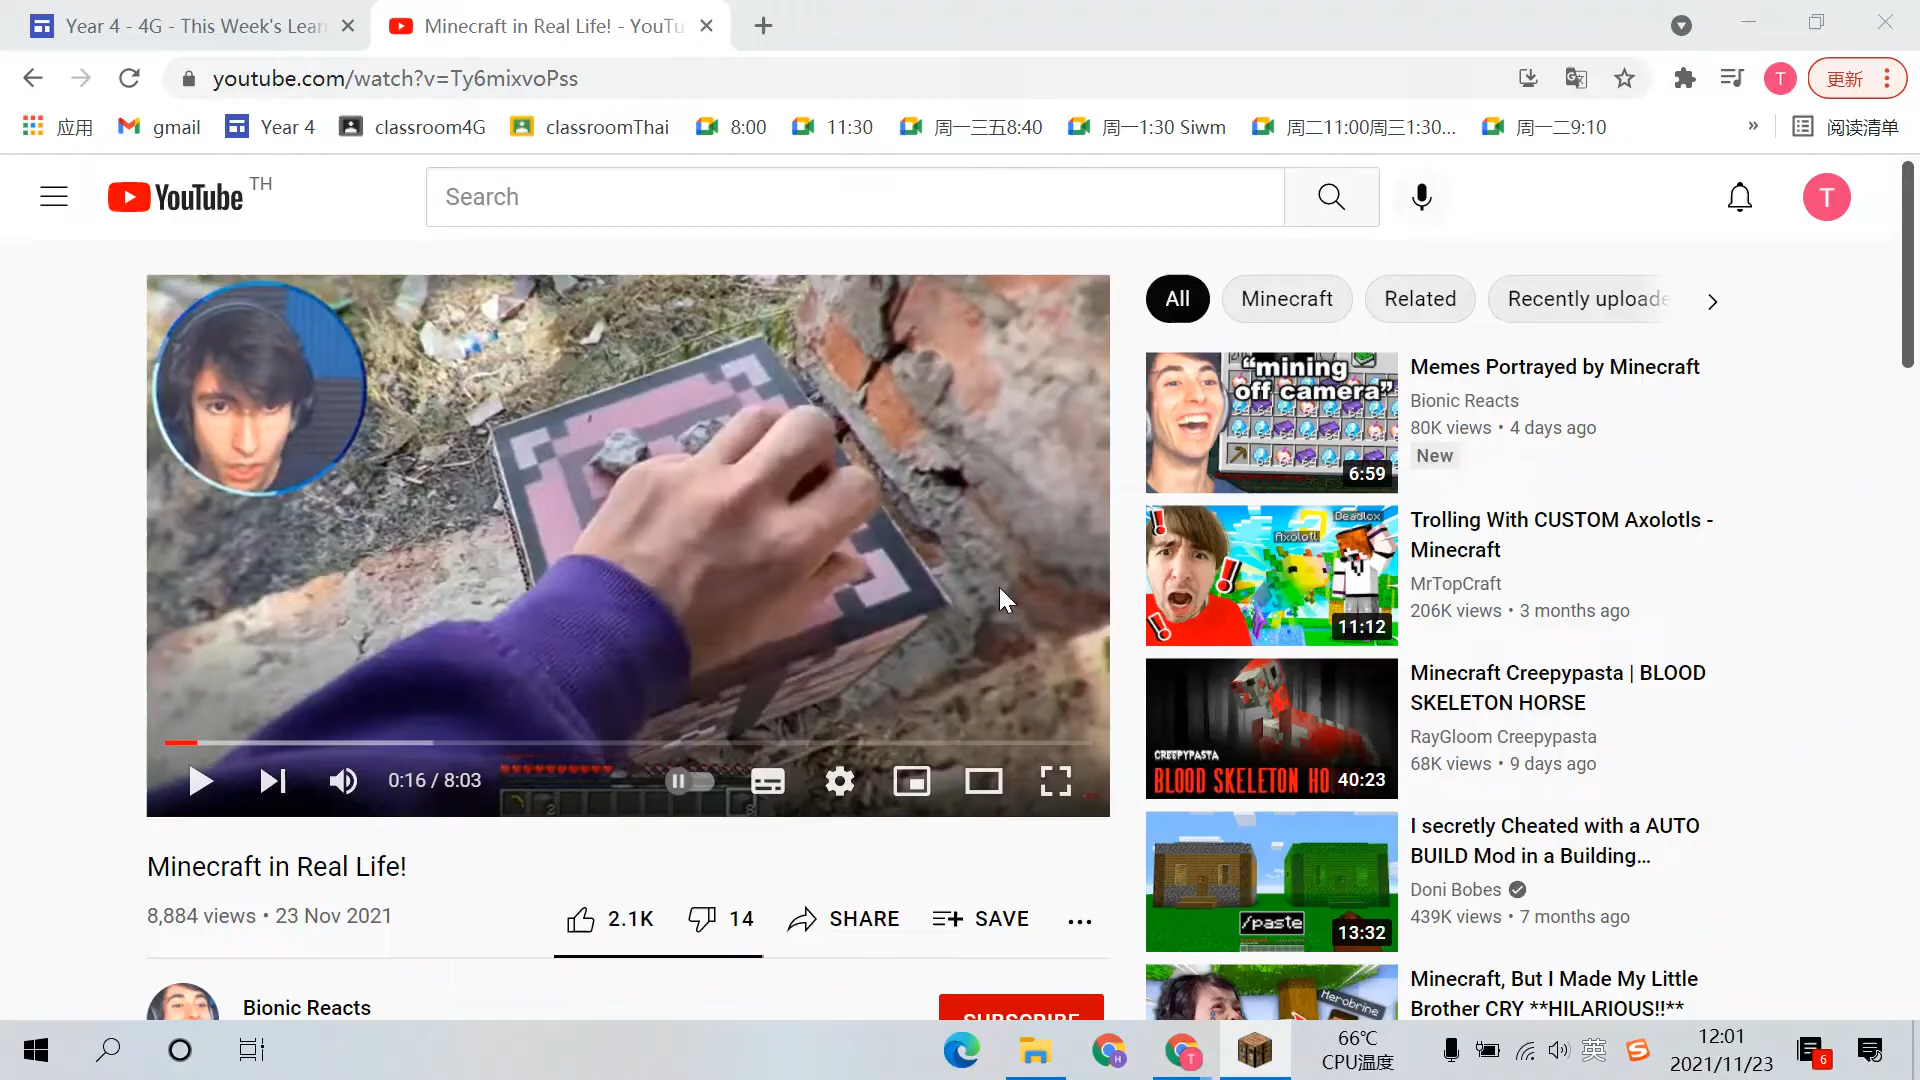 Year 4 - 4G - This Week's Lear
Minecraft in Real Life! - YouTu
youtube.com/watch?v=Ty6mixvoPss
T
更新
应用
gmail
Year 4
classroom4G
classroomThai
8:00
11:30
周一三五8:40
周一1:30 Siwm
周二11:00周三1:30...
周一二9:10
»
阅读清单
YouTube TH
Search
T
All
Minecraft
Related
Recently uploade
"mining
off camera"
6:59
Memes Portrayed by Minecraft
Bionic Reacts
80K views • 4 days ago
New
Deadlox
Axolotl
11:12
Trolling With CUSTOM Axolotls -
Minecraft
MrTopCraft
206K views • 3 months ago
CREEPYPASTA
BLOOD SKELETON HO
40:23
Minecraft Creepypasta | BLOOD
SKELETON HORSE
RayGloom Creepypasta
68K views • 9 days ago
/paste
13:32
I secretly Cheated with a AUTO
BUILD Mod in a Building...
Doni Bobes
439K views • 7 months ago
Herobrine
Minecraft, But I Made My Little
Brother CRY **HILARIOUS!!**
0:16 / 8:03
Minecraft in Real Life!
8,884 views • 23 Nov 2021
2.1K
14
SHARE
SAVE
Bionic Reacts
SUBSCRIBE
H
T
66℃
CPU温度
英
12:01
2021/11/23
6